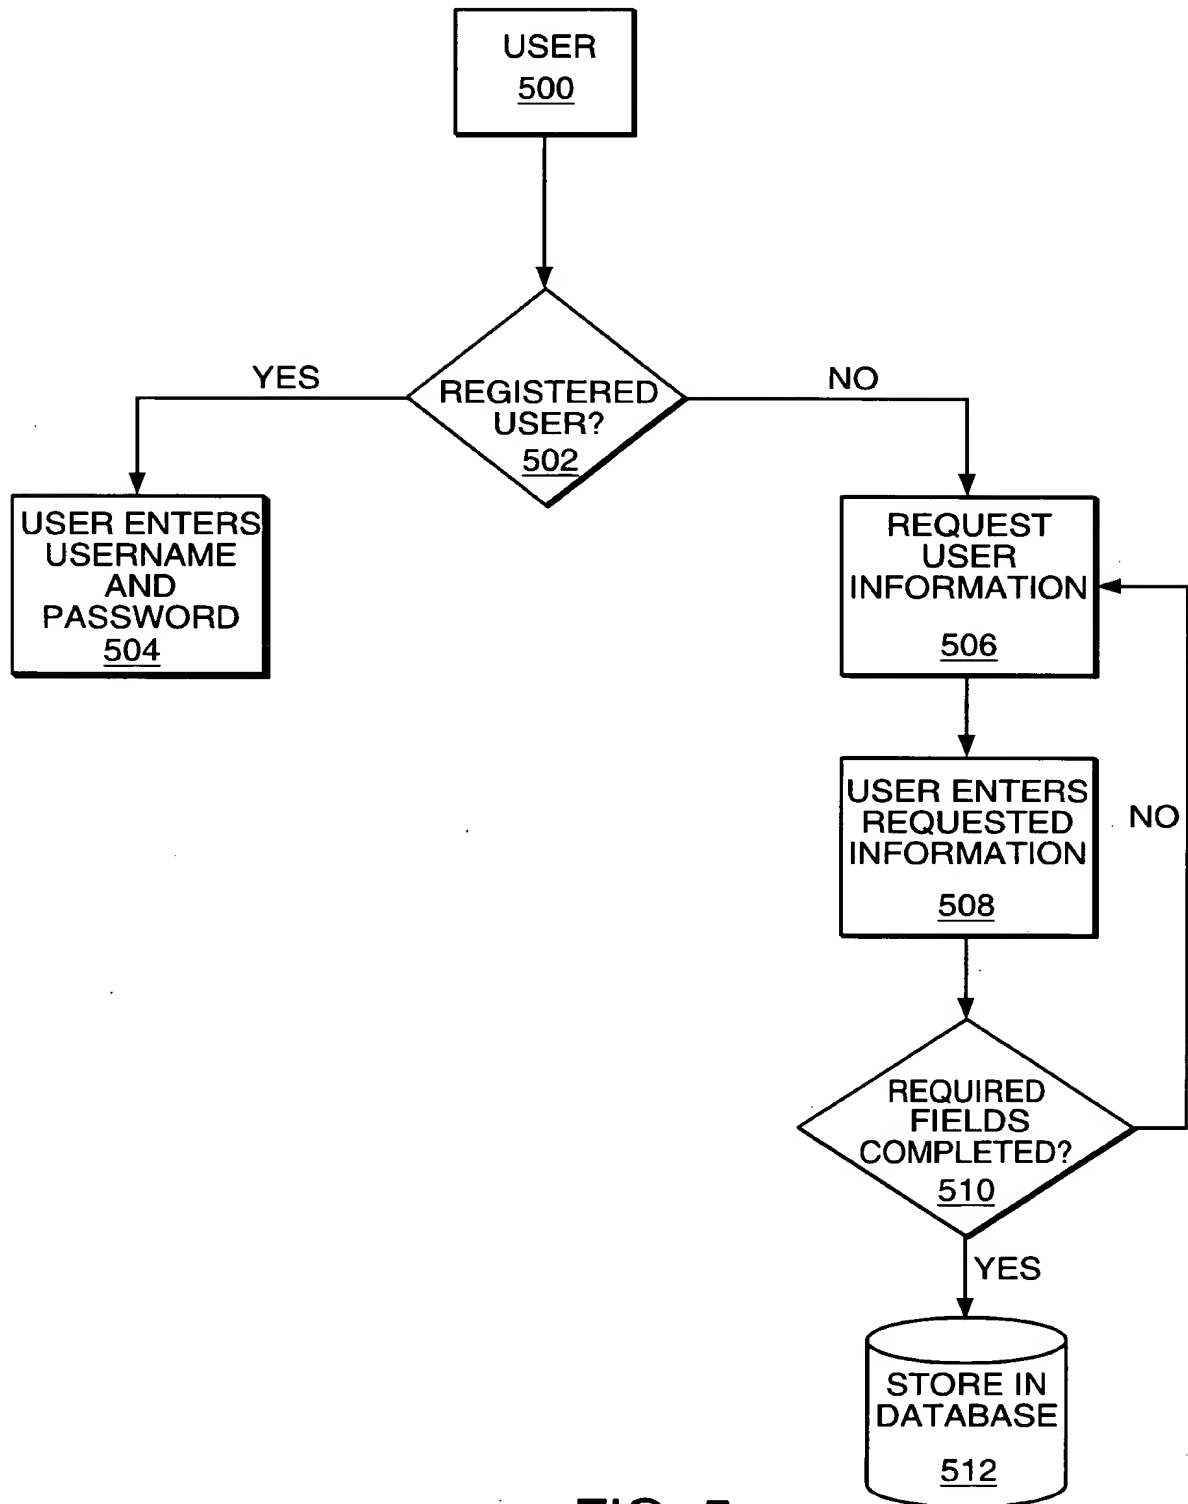 USER
500
YES
REGISTERED
USER?
502
NO
USER ENTERS
USERNAME
AND
PASSWORD
504
REQUEST
USER
INFORMATION
506
USER ENTERS
REQUESTED
INFORMATION
508
NO
REQUIRED
FIELDS
COMPLETED?
510
YES
STORE IN
DATABASE
512